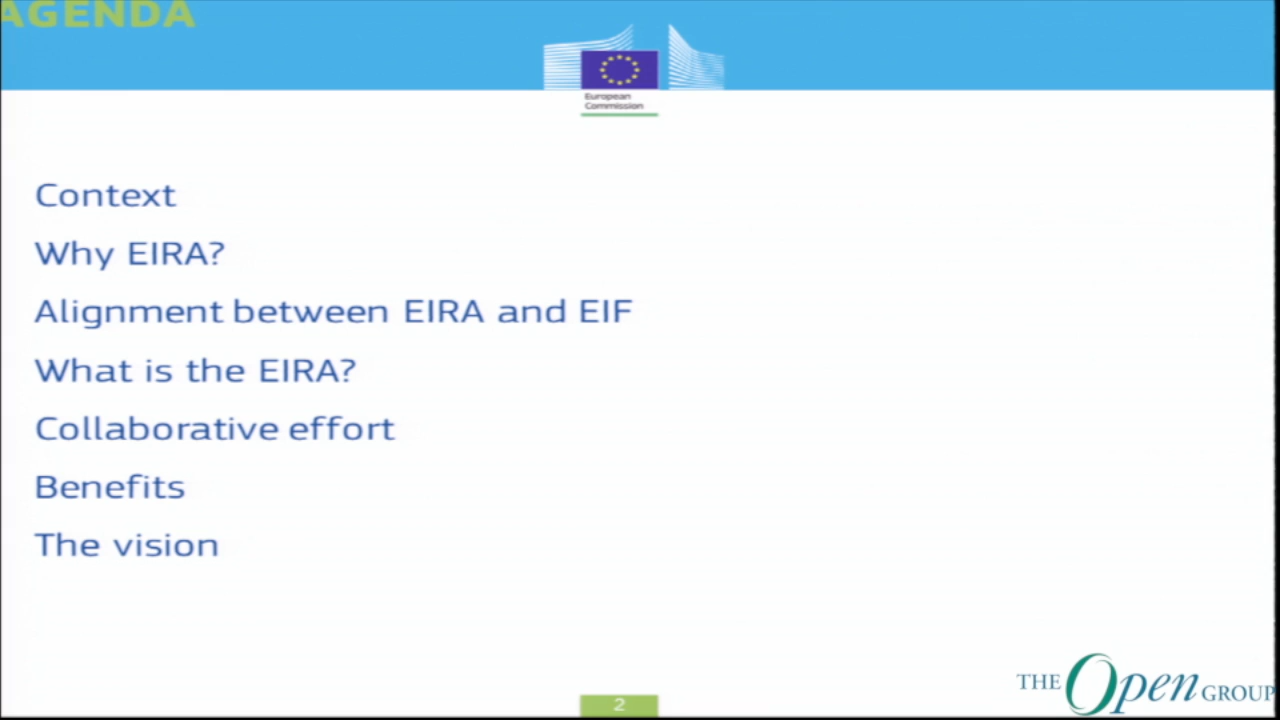 AGENDA
European
Commission
Context
Why EIRA?
Alignment between EIRA and EIF
What is the EIRA?
Collaborative effort
Benefits
The vision
2
THE Open GROUP